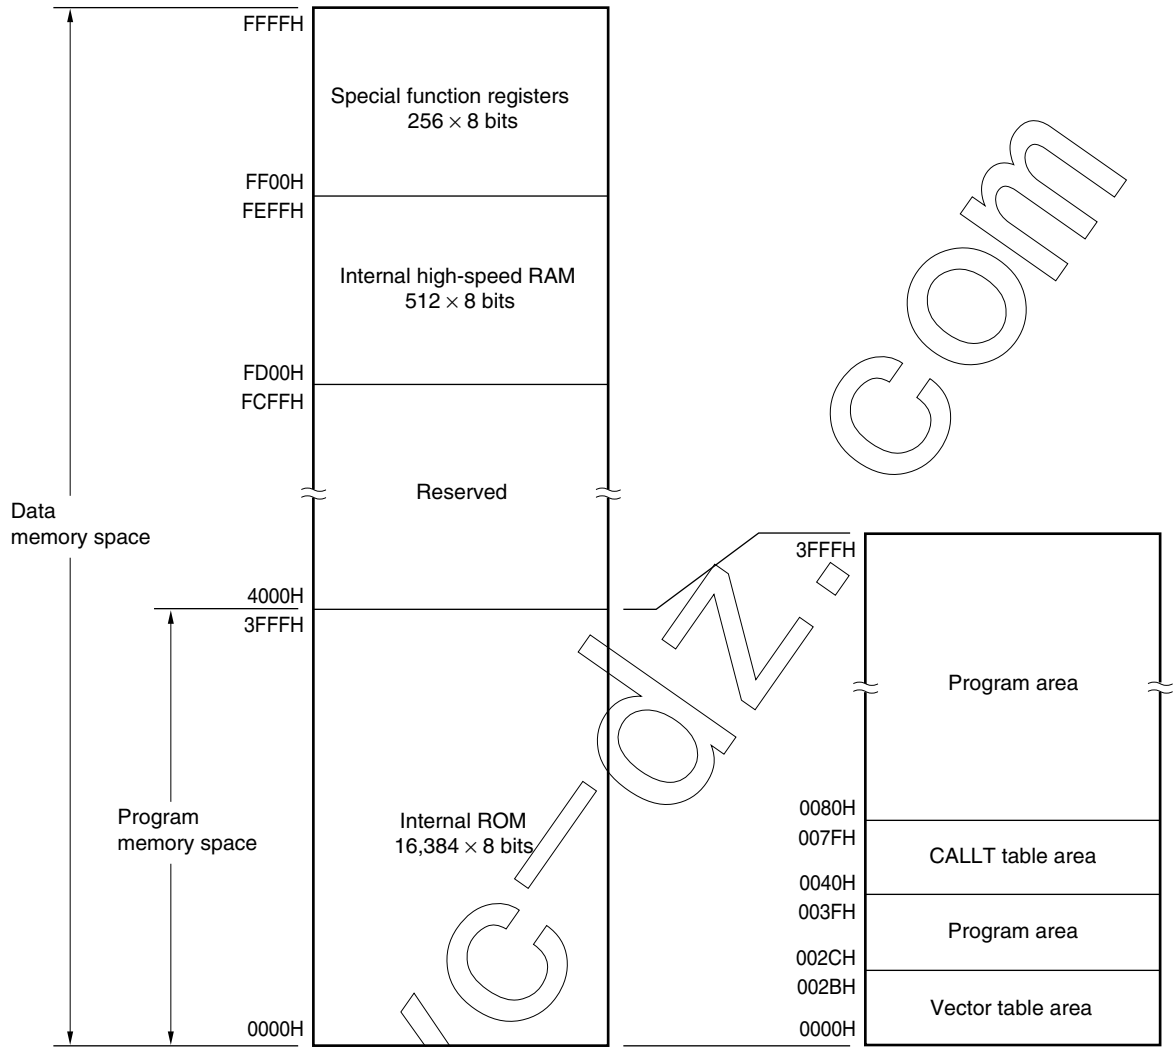 FFFFH
Special function registers
256 × 8 bits
FF00H
FEFFH
Internal high-speed RAM
512 × 8 bits
FD00H
FCFFH
Reserved
Data
memory space
4000H
3FFFH
Program
memory space
Internal ROM
16,384 × 8 bits
0000H
3FFFH
Program area
0080H
007FH
CALLT table area
0040H
003FH
Program area
002CH
002BH
Vector table area
0000H
c-dz.com